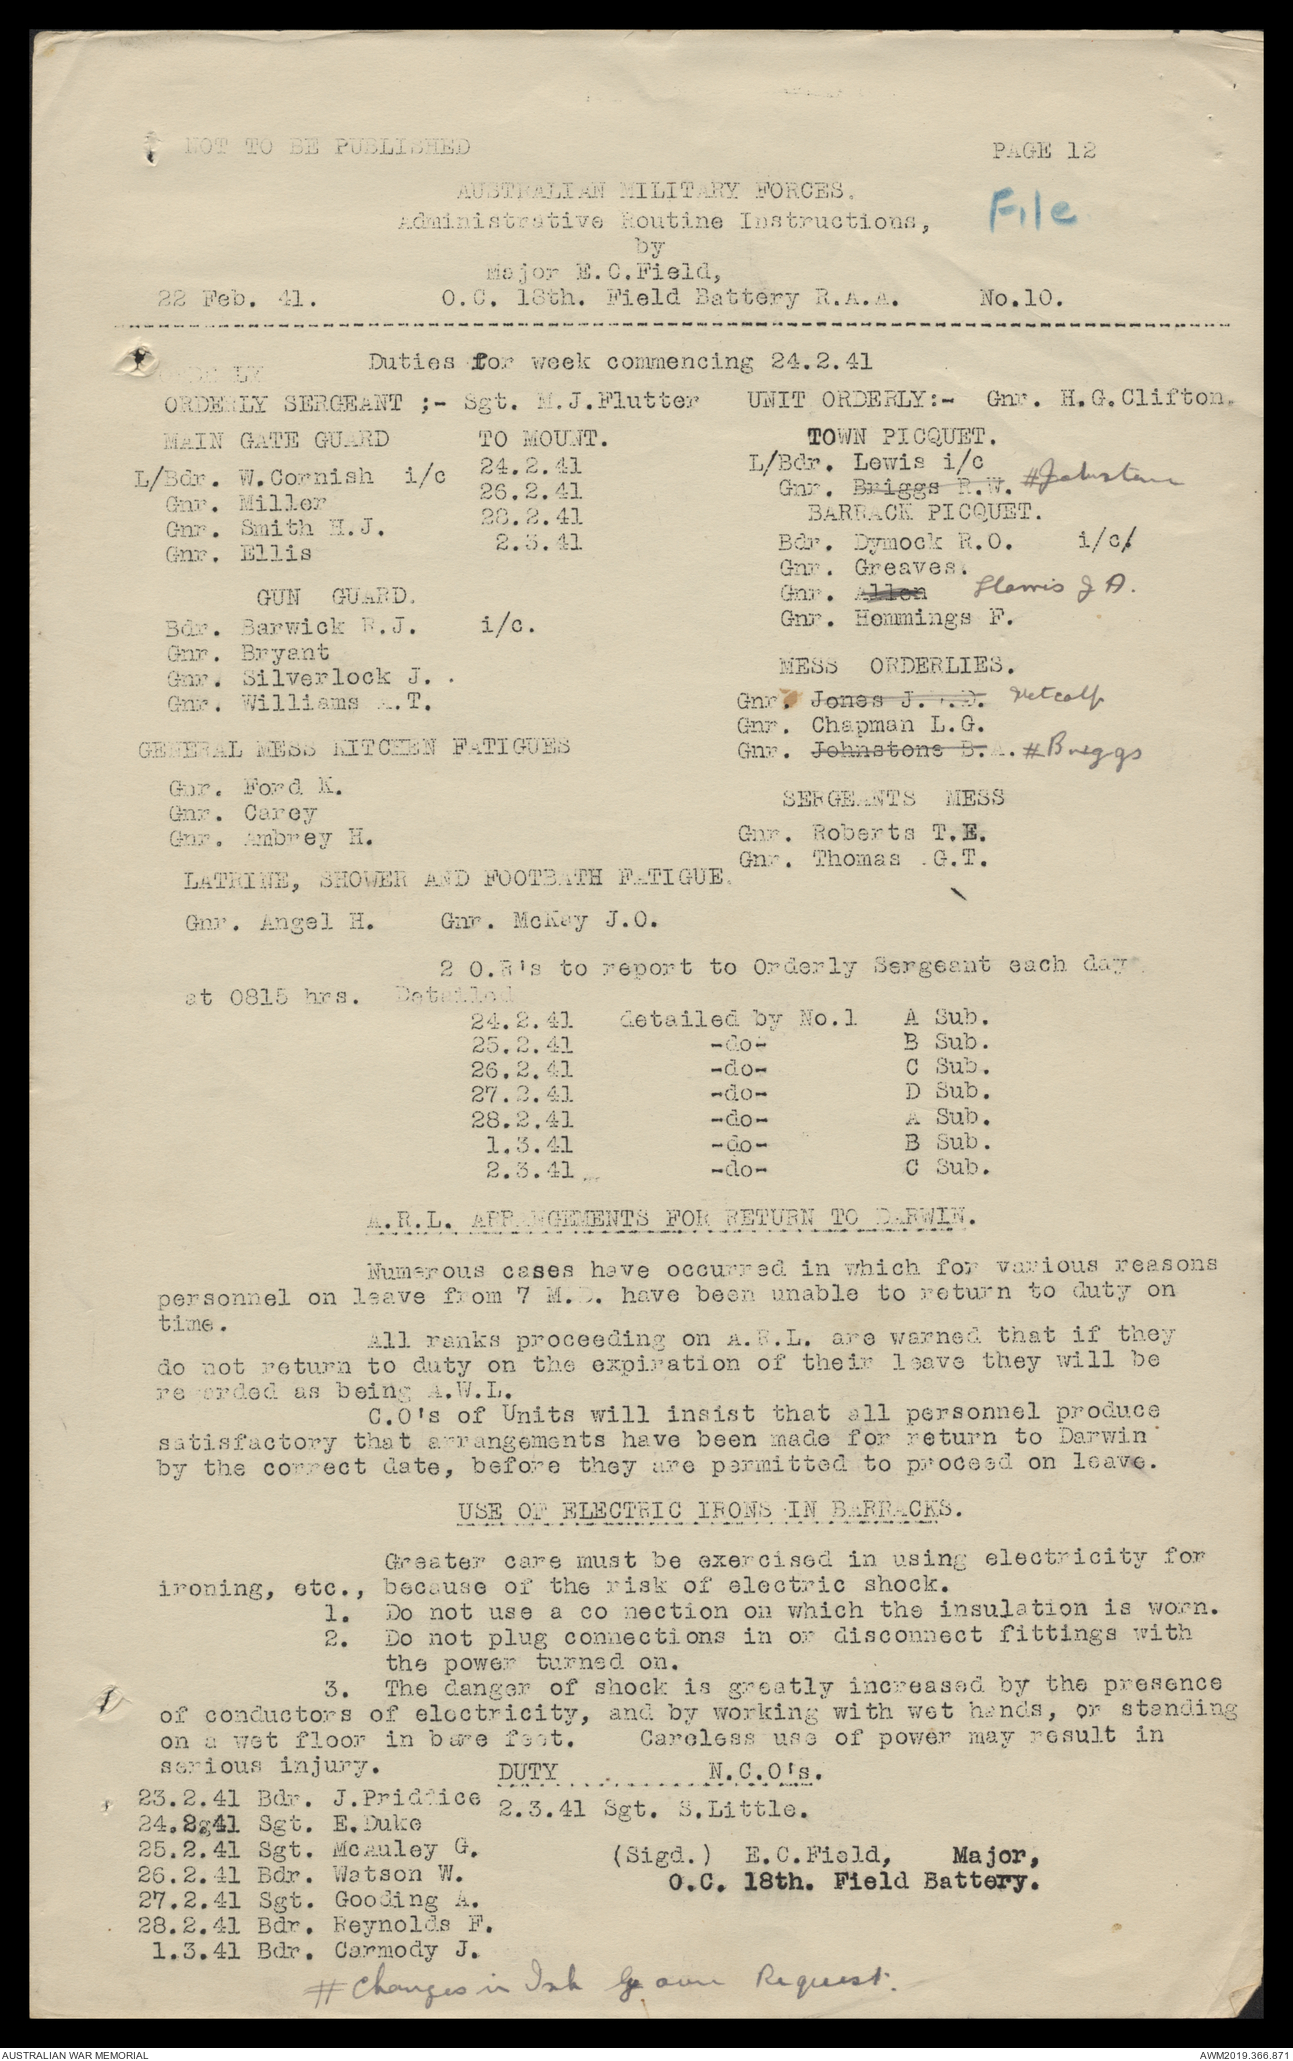 NOT TO BE PUBLISHED PAGE 12
AUSTRALIAN MILITARY FORCES.
File
Administrative Routine Instructions,
by
Major E.C.Field,
22 Feb. 41. O.C. 18th. Field Battery R.A.A. No.10.
Duties for week commencing 24.2.41
ORDERLY
ORDERLY SERGEANT ;- Sgt. M.J.Flutter UNIT ORDERLY:- Gnr. H.G.Clifton.
MAIN GATE GUARD TO MOUNT.
L/Bdr. W.Cornish i/c 24.2.41
Gnr. Miller 26.2.41
Gnr. Smith H.J. 28.2.41
Gnr. Ellis 2.3.41
GUN GUARD.
Bdr. Barwick R.J. i/c.
Gnr. Bryant
Gnr. Silverlock J. .
Gnr. Williams A.T.
GENERAL MESS KITCHEN FATIGUES
Gnr. Ford K.
Gnr. Carey
Gnr. Ambrey H.
TOWN PICQUET.
L/Bdr. Lewis i/c
Gnr. Briggs R.W. #Johnstone
BARRACK PICQUET.
Bdr. Dymock R.O. i/c/
Gnr. Greaves.
Gnr. Allen Harris J A.
Gnr. Hemmings F.
MESS ORDERLIES.
Gnr. Jones J. .D. Metcalf
Gnr. Chapman L.G.
Gnr. Johnstone B.A. #Briggs
SERGEANTS MESS
Gnr. Roberts T.E.
Gnr. Thomas .G.T.
LATRINE, SHOWER AND FOOTBATH FATIGUE.
Gnr. Angel H. Gnr. McKay J.O.
2 O.R's to report to Orderly Sergeant each day
at 0815 hrs. Detailed
24.2.41 detailed by No.1 A Sub.
25.2.41 -do- B Sub.
26.2.41 -do- C Sub.
27.2.41 -do- D Sub.
28.2.41 -do- A Sub.
1.3.41 -do- B Sub.
2.3.41 -do- C Sub.
A.R.L. ARRANGEMENTS FOR RETURN TO DARWIN.
Numerous cases have occurred in which for various reasons
personnel on leave from 7 M.D. have been unable to return to duty on
time.
All ranks proceeding on A.R.L. are warned that if they
do not return to duty on the expiration of their leave they will be
re orded as being A.W.L.
C.O's of Units will insist that all personnel produce
satisfactory that arrangements have been made for return to Darwin
by the correct date, before they are permitted to proceed on leave.
USE OF ELECTRIC IRONS IN BARRACKS.
Greater care must be exercised in using electricity for
ironing, etc., because of the risk of electric shock.
1. Do not use a co nection on which the insulation is worn.
2. Do not plug connections in or disconnect fittings with
the power turned on.
3. The danger of shock is greatly increased by the presence
of conductors of electricity, and by working with wet hands, or standing
on a wet floor in bare feet. Careless use of power may result in
serious injury.
DUTY N.C.O's.
23.2.41 Bdr. J.Pridfice
24.2g41 Sgt. E.Duke
25.2.41 Sgt. McAuley G.
26.2.41 Bdr. Watson W.
27.2.41 Sgt. Gooding A.
28.2.41 Bdr. Reynolds F.
1.3.41 Bdr. Carmody J.
2.3.41 Sgt. S.Little.
(Sigd.) E.C.Field, Major,
O.C. 18th. Field Battery.
# Changes in Ink by own Request.
AUSTRALIAN WAR MEMORIAL AWM2019.366.871